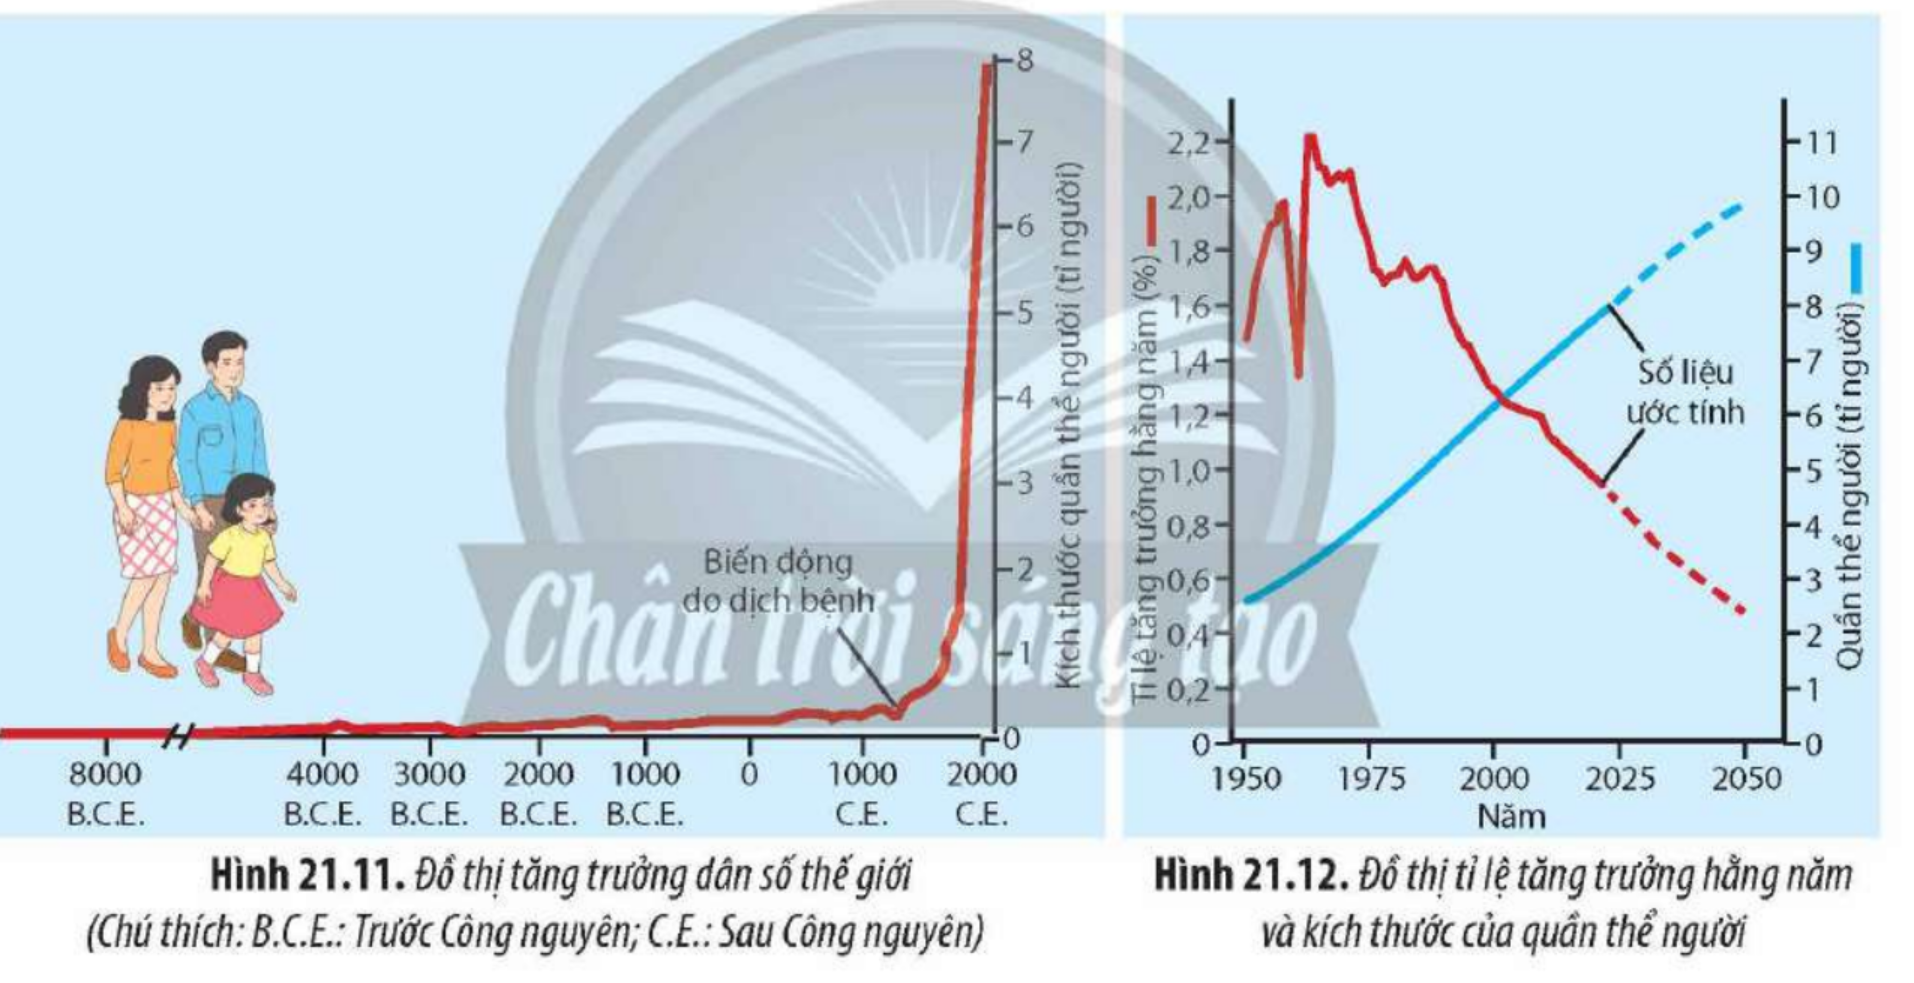 8
7
6
5
4
3
2
1
0
Kích thước quần thể người (tỉ người)
Biến động
do dịch bệnh
Chân trời sáng tạo
8000 4000 3000 2000 1000 0 1000 2000
B.C.E. B.C.E. B.C.E. B.C.E. B.C.E. C.E. C.E.
Hình 21.11. Đồ thị tăng trưởng dân số thế giới
(Chú thích: B.C.E.: Trước Công nguyên; C.E.: Sau Công nguyên)
Tỉ lệ tăng trưởng hằng năm (%)
2,2
2,0
1,8
1,6
1,4
1,2
1,0
0,8
0,6
0,4
0,2
0
Số liệu
ước tính
11
10
9
8
7
6
5
4
3
2
1
0
Quần thể người (tỉ người)
1950 1975 2000 2025 2050
Năm
Hình 21.12. Đồ thị tỉ lệ tăng trưởng hằng năm
và kích thước của quần thể người